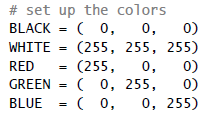 # set up the colors
BLACK = (  0,   0,   0)
WHITE = (255, 255, 255)
RED   = (255,   0,   0)
GREEN = (  0, 255,   0)
BLUE  = (  0,   0, 255)